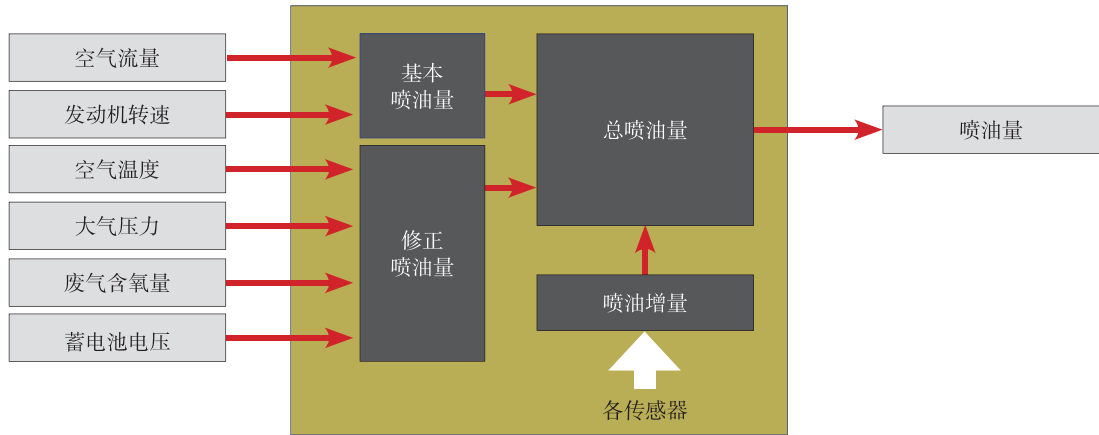 空气流量
发动机转速
空气温度
大气压力
废气含氧量
蓄电池电压
基本
喷油量
修正
喷油量
总喷油量
喷油增量
各传感器
喷油量